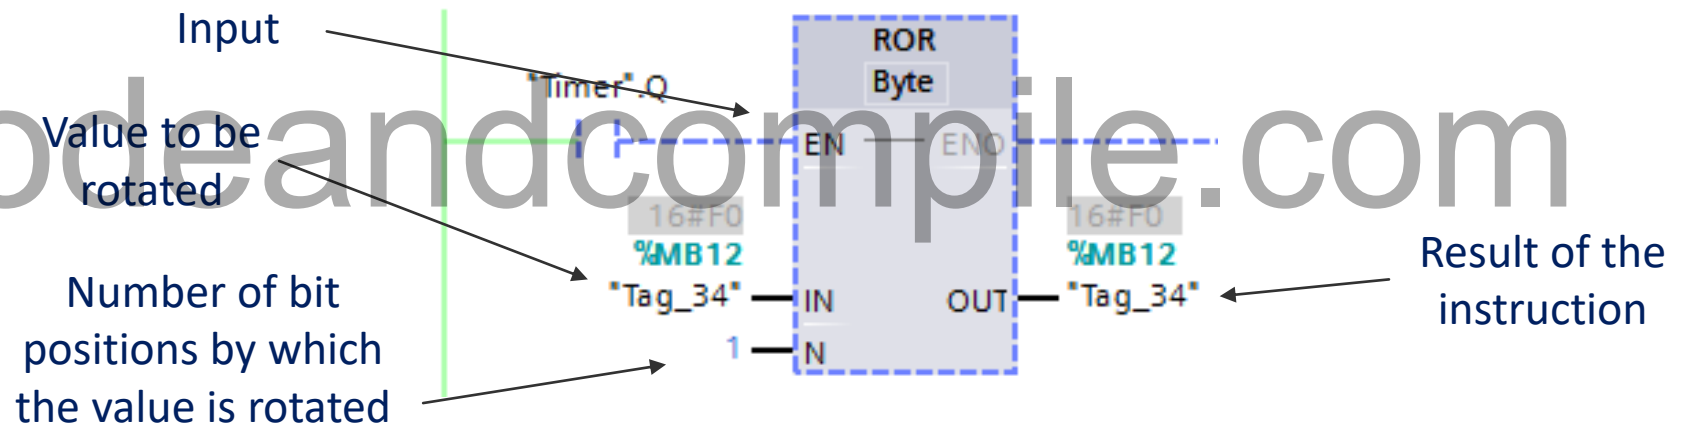 Input
Value to be
rotated
Number of bit
positions by which
the value is rotated
"Timer".Q
ROR
Byte
EN
ENO
16#F0
%MB12
"Tag_34"
IN
1
N
OUT
16#F0
%MB12
"Tag_34"
Result of the
instruction
odeandcompile.com